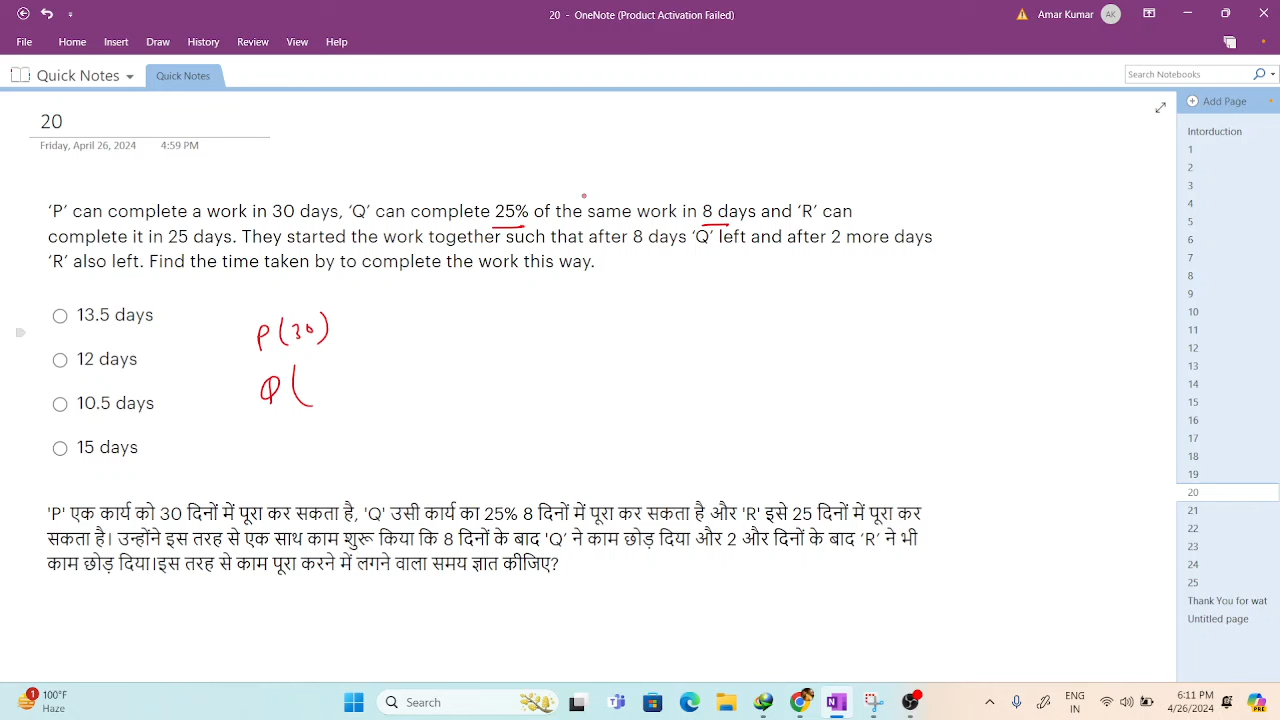 20 - OneNote (Product Activation Failed)
Amar Kumar AK
File Home Insert Draw History Review View Help
Quick Notes Quick Notes
Search Notebooks
Add Page
20
Friday, April 26, 2024 4:59 PM
‘P’ can complete a work in 30 days, ‘Q’ can complete 25% of the same work in 8 days and ‘R’ can
complete it in 25 days. They started the work together such that after 8 days ‘Q’ left and after 2 more days
‘R’ also left. Find the time taken by to complete the work this way.
13.5 days
12 days
10.5 days
15 days
P (30)
Q (
'P' एक कार्य को 30 दिनों में पूरा कर सकता है, 'Q' उसी कार्य का 25% 8 दिनों में पूरा कर सकता है और 'R' इसे 25 दिनों में पूरा कर
सकता है। उन्होंने इस तरह से एक साथ काम शुरू किया कि 8 दिनों के बाद 'Q’ ने काम छोड़ दिया और 2 और दिनों के बाद ‘R’ ने भी
काम छोड़ दिया।इस तरह से काम पूरा करने में लगने वाला समय ज्ञात कीजिए?
Intorduction
1
2
3
4
5
6
7
8
9
10
11
12
13
14
15
16
17
18
19
20
21
22
23
24
25
Thank You for wat
Untitled page
1
100°F
Haze
Search
ENG
IN
6:11 PM
4/26/2024